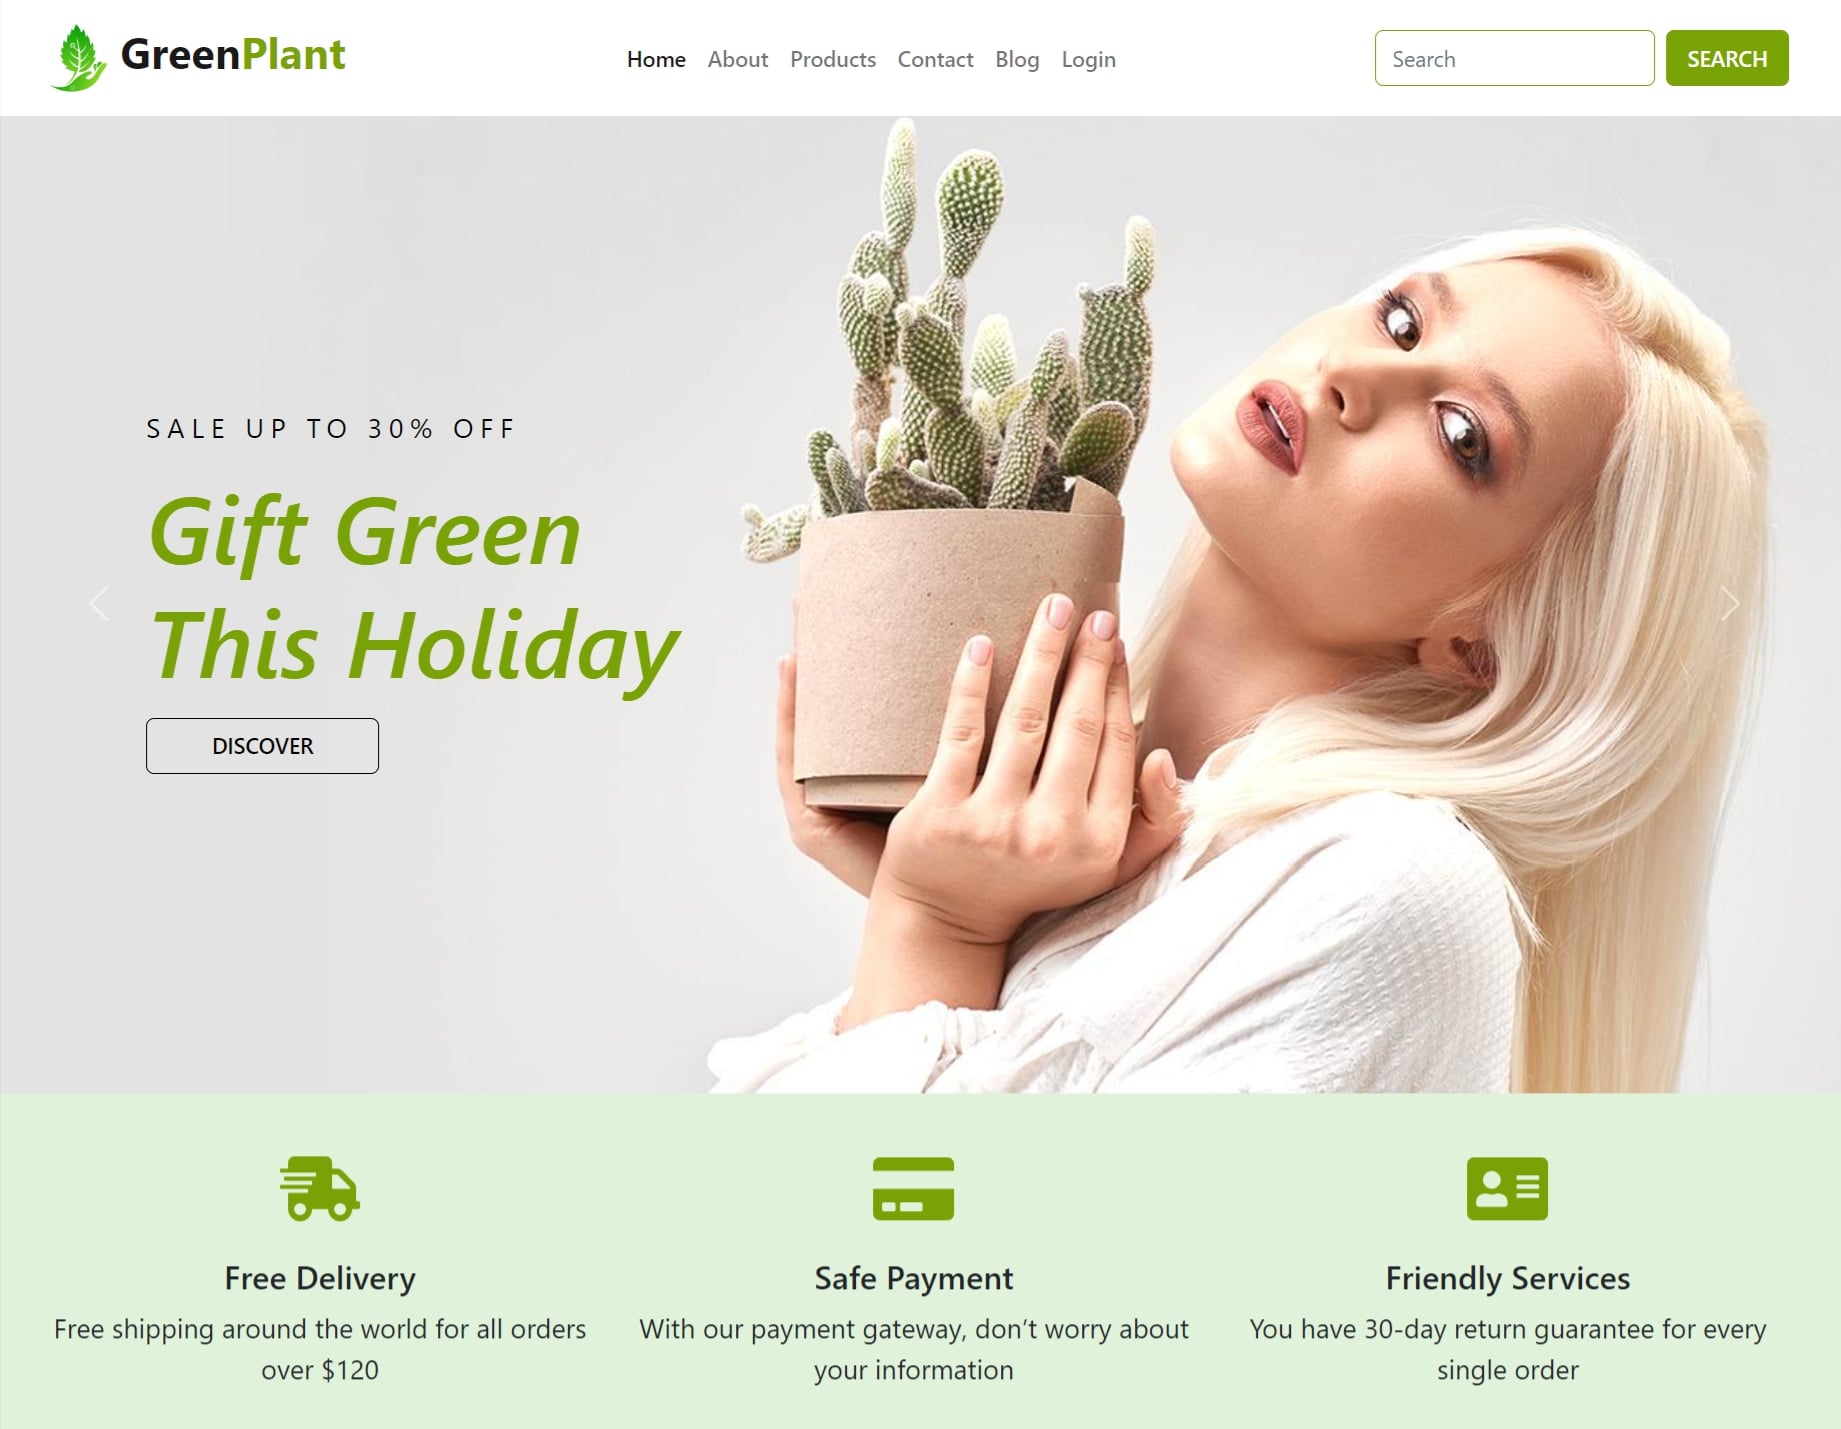 GreenPlant
Home About Products Contact Blog Login
Search
SEARCH
SALE UP TO 30% OFF
Gift Green
This Holiday
DISCOVER
Free Delivery
Free shipping around the world for all orders
over $120
Safe Payment
With our payment gateway, don’t worry about
your information
Friendly Services
You have 30-day return guarantee for every
single order